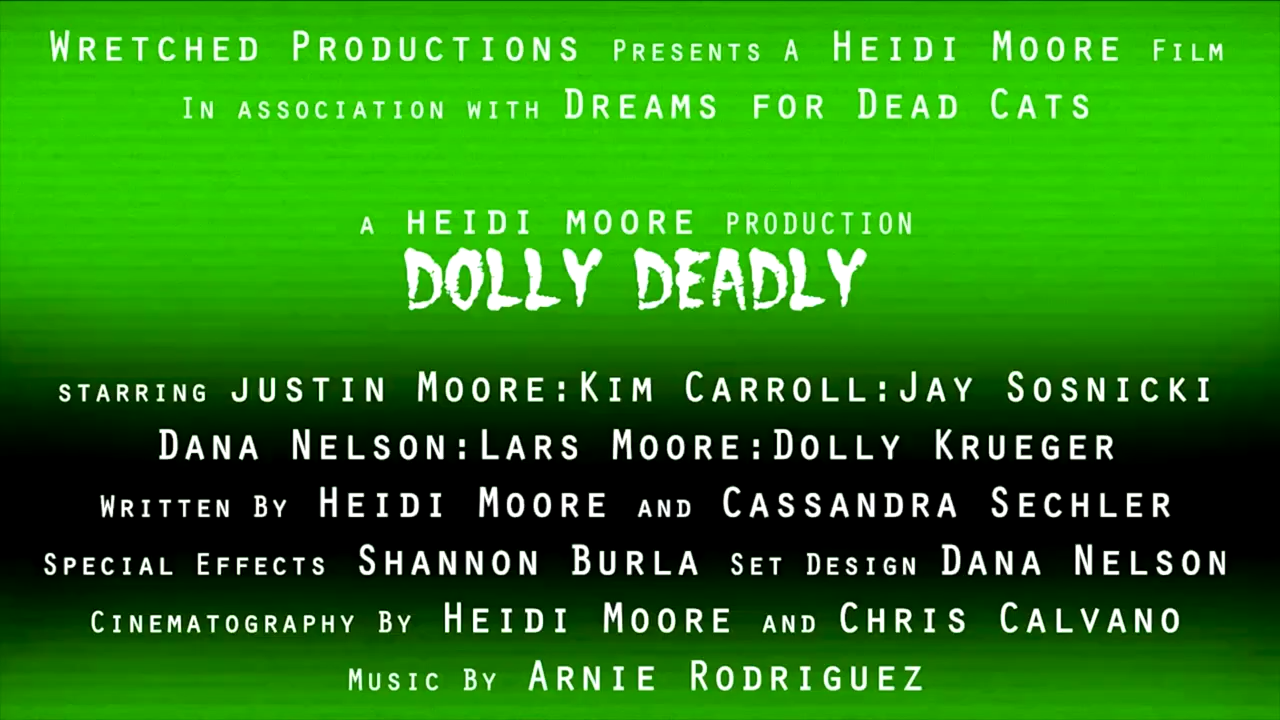 Wretched Productions Presents A Heidi Moore Film
In association with Dreams for Dead Cats
A HEIDI MOORE PRODUCTION
DOLLY DEADLY
STARRING JUSTIN MOORE:KIM CARROLL:JAY SOSNICKI
DANA NELSON:LARS MOORE:DOLLY KRUEGER
Written By Heidi Moore and Cassandra Sechler
Special Effects Shannon Burla Set Design Dana Nelson
Cinematography By Heidi Moore and Chris Calvano
Music By Arnie Rodriguez